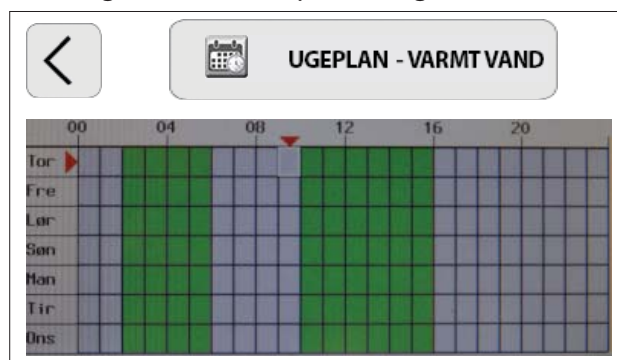 UGEPLAN - VARMT VAND
00 04 08 12 16 20
Tor
Fre
Lør
Søn
Man
Tir
Ons